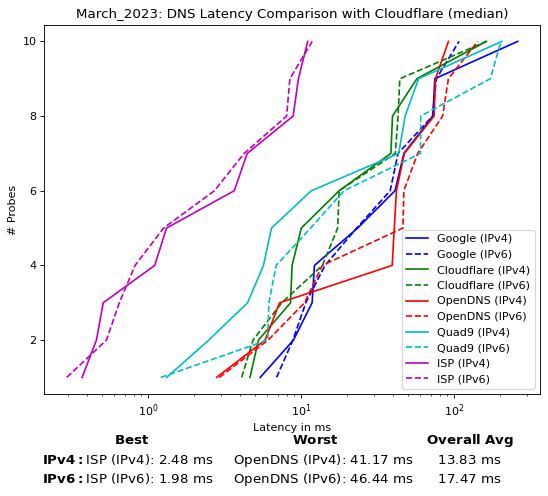 March_2023: DNS Latency Comparison with Cloudflare (median)
# Probes
10
8
6
4
2
Google (IPv4)
Google (IPv6)
Cloudflare (IPv4)
Cloudflare (IPv6)
OpenDNS (IPv4)
OpenDNS (IPv6)
Quad9 (IPv4)
Quad9 (IPv6)
ISP (IPv4)
ISP (IPv6)
10⁰ 10¹ 10²
Latency in ms
Best Worst Overall Avg
IPv4: ISP (IPv4): 2.48 ms OpenDNS (IPv4): 41.17 ms 13.83 ms
IPv6: ISP (IPv6): 1.98 ms OpenDNS (IPv6): 46.44 ms 17.47 ms